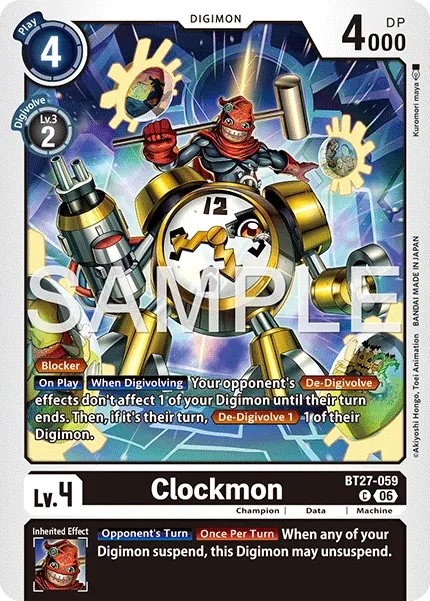 Play
4
DIGIMON
4000 DP
Digivolve
Lv.3
2
12
SAMPLE
Kuromori maya
©Akiyoshi Hongo, Toei Animation BANDAI MADE IN JAPAN
Blocker
On Play When Digivolving Your opponent's De-Digivolve
effects don't affect 1 of your Digimon until their turn
ends. Then, if it's their turn, De-Digivolve 1 1 of their
Digimon.
BT27-059
Lv.4 Clockmon C 06
Champion Data Machine
Inherited Effect
Opponent's Turn Once Per Turn When any of your
Digimon suspend, this Digimon may unsuspend.